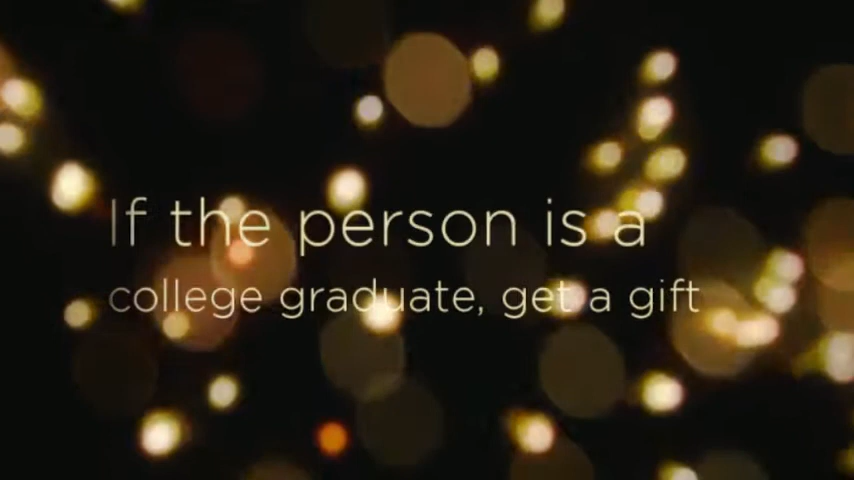 If the person is a
college graduate, get a gift